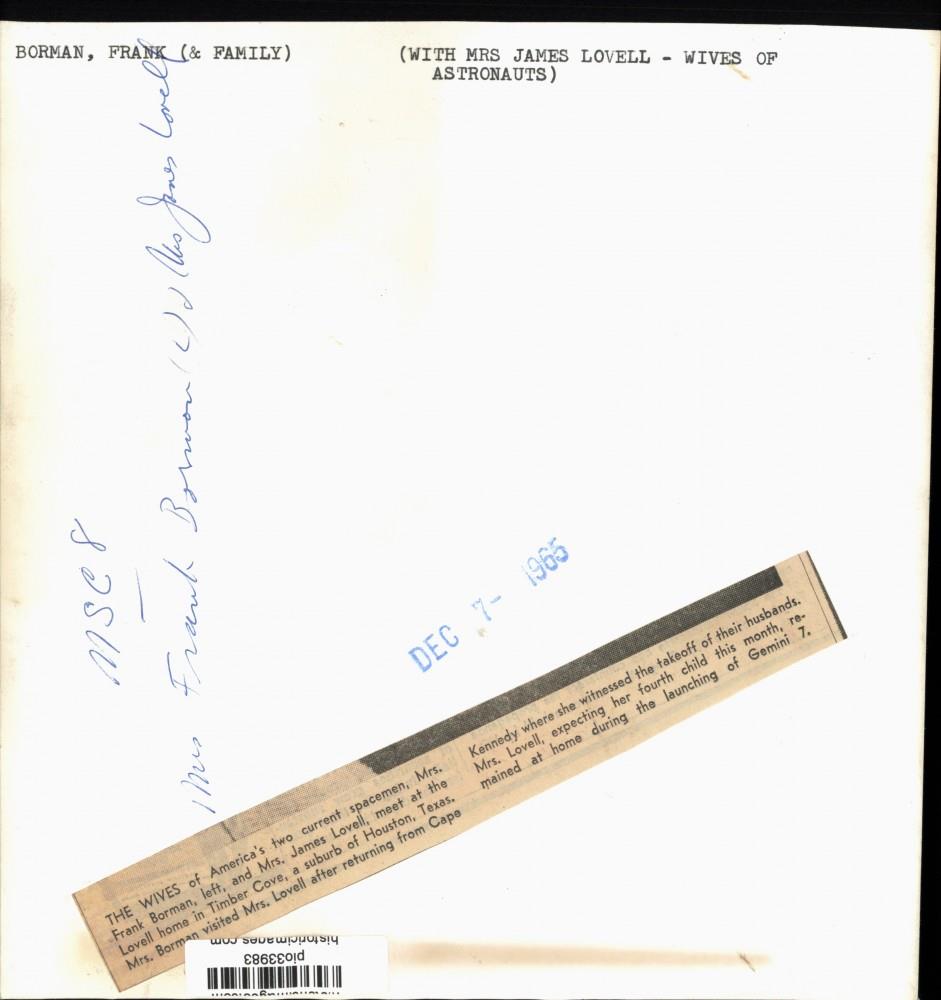 BORMAN, FRANK (& FAMILY)
(WITH MRS JAMES LOVELL - WIVES OF
ASTRONAUTS)
MSC 8
Mrs Frank Borman (L) & Mrs James Lovell
DEC 7- 1965
THE WIVES of America's two current spacemen, Mrs.
Frank Borman, left, and Mrs. James Lovell, meet at the
Lovell home in Timber Cove, a suburb of Houston, Texas.
Mrs. Borman visited Mrs. Lovell after returning from Cape
Kennedy where she witnessed the takeoff of their husbands.
Mrs. Lovell, expecting her fourth child this month, re-
mained at home during the launching of Gemini 7.
historicimages.com
pio33983